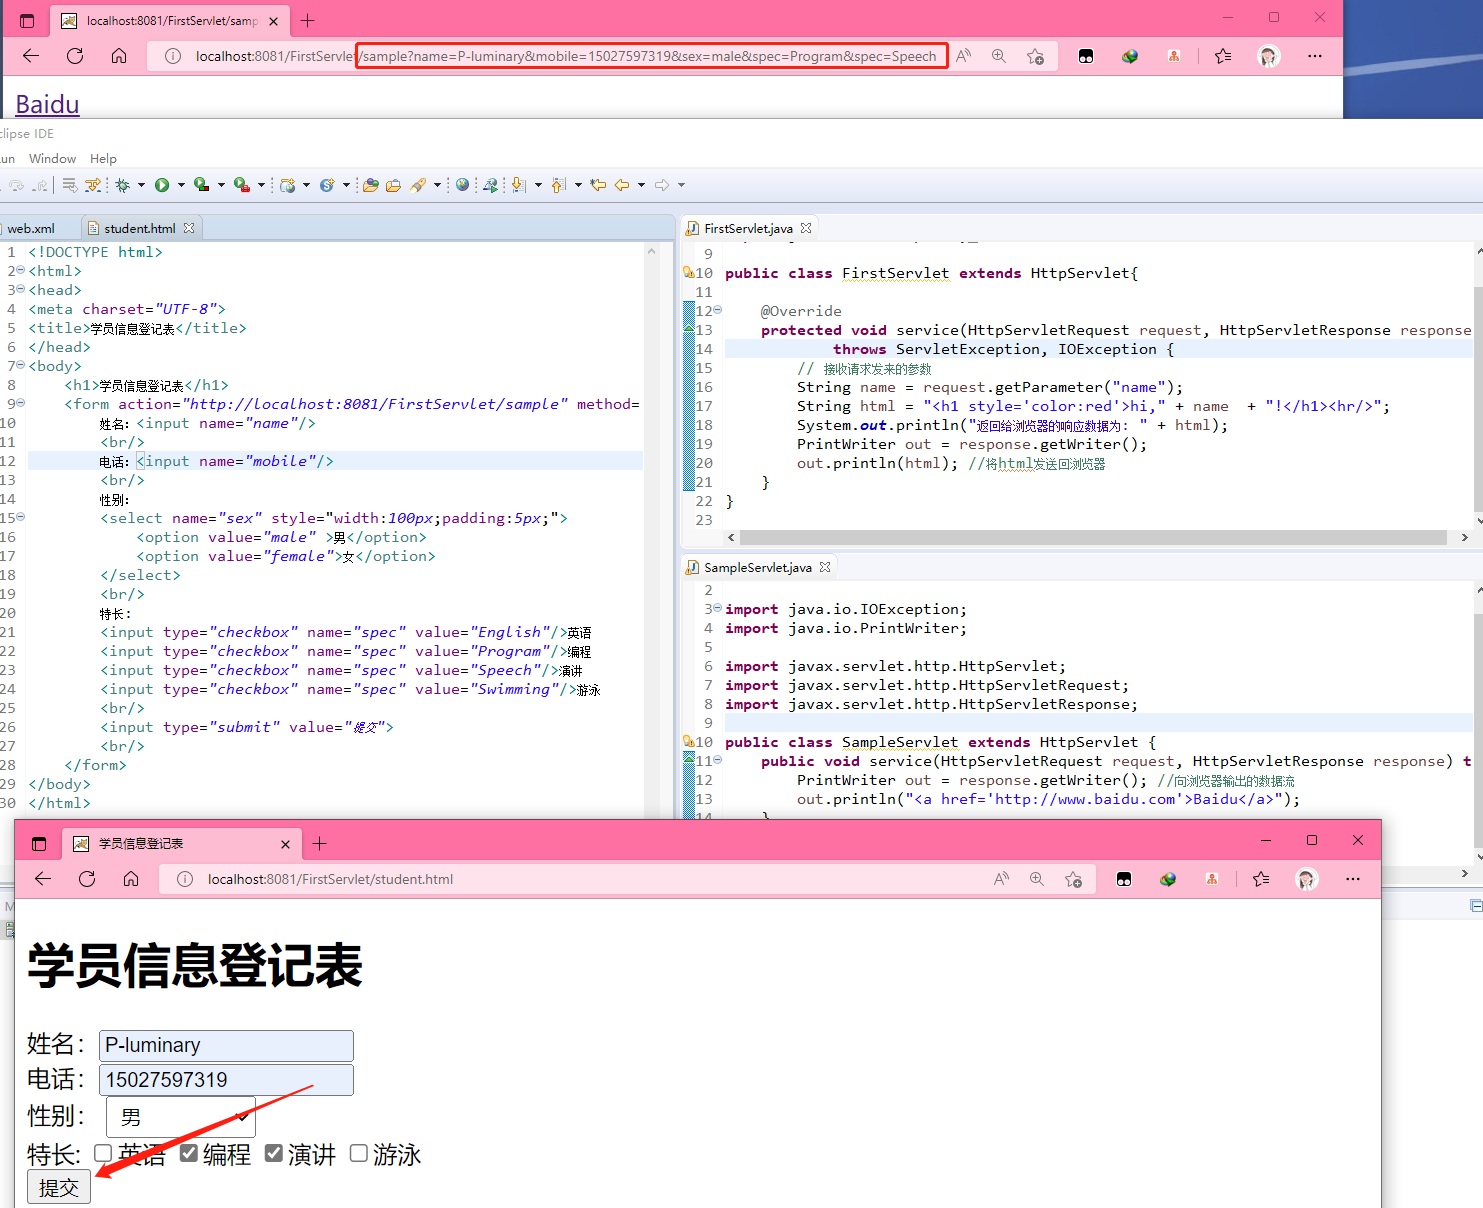 localhost:8081/FirstServlet/samp
localhost:8081/FirstServlet/sample?name=P-luminary&mobile=15027597319&sex=male&spec=Program&spec=Speech
Baidu
clipse IDE
un Window Help
web.xml
student.html
1 <!DOCTYPE html>
2 <html>
3 <head>
4 <meta charset="UTF-8">
5 <title>学员信息登记表</title>
6 </head>
7 <body>
8 <h1>学员信息登记表</h1>
9 <form action="http://localhost:8081/FirstServlet/sample" method=
10 姓名：<input name="name"/>
11 <br/>
12 电话：<input name="mobile"/>
13 <br/>
14 性别：
15 <select name="sex" style="width:100px;padding:5px;">
16 <option value="male" >男</option>
17 <option value="female">女</option>
18 </select>
19 <br/>
20 特长：
21 <input type="checkbox" name="spec" value="English"/>英语
22 <input type="checkbox" name="spec" value="Program"/>编程
23 <input type="checkbox" name="spec" value="Speech"/>演讲
24 <input type="checkbox" name="spec" value="Swimming"/>游泳
25 <br/>
26 <input type="submit" value="提交">
27 <br/>
28 </form>
29 </body>
30 </html>
FirstServlet.java
9
10 public class FirstServlet extends HttpServlet{
11
12 @Override
13 protected void service(HttpServletRequest request, HttpServletResponse response
14 throws ServletException, IOException {
15 // 接收请求发来的参数
16 String name = request.getParameter("name");
17 String html = "<h1 style='color:red'>hi," + name  + "!</h1><hr/>";
18 System.out.println("返回给浏览器的响应数据为: " + html);
19 PrintWriter out = response.getWriter();
20 out.println(html); //将html发送回浏览器
21 }
22 }
23
SampleServlet.java
2
3 import java.io.IOException;
4 import java.io.PrintWriter;
5
6 import javax.servlet.http.HttpServlet;
7 import javax.servlet.http.HttpServletRequest;
8 import javax.servlet.http.HttpServletResponse;
9
10 public class SampleServlet extends HttpServlet {
11 public void service(HttpServletRequest request, HttpServletResponse response) t
12 PrintWriter out = response.getWriter(); //向浏览器输出的数据流
13 out.println("<a href='http://www.baidu.com'>Baidu</a>");
14 }
学员信息登记表
localhost:8081/FirstServlet/student.html
学员信息登记表
姓名： P-luminary
电话： 15027597319
性别： 男
特长: 英语 编程 演讲 游泳
提交